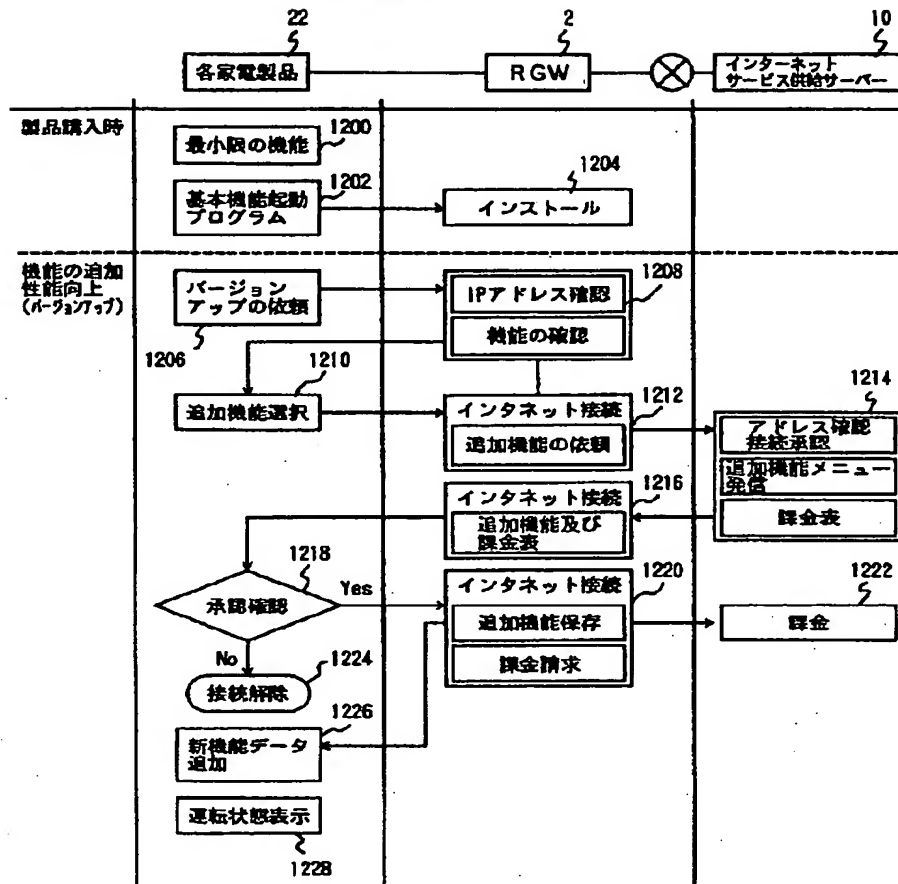 22
2
10
各家電製品
RGW
インターネット
サービス供給サーバー
製品購入時
最小限の機能
1200
基本機能起動
プログラム
1202
1204
インストール
機能の追加
性能向上
(バージョンアップ)
バージョン
アップの依頼
1206
IPアドレス確認
機能の確認
1208
1210
追加機能選択
インタネット接続
追加機能の依頼
1212
1214
アドレス確認
接続承認
追加機能メニュー
発信
課金表
インタネット接続
追加機能及び
課金表
1216
1218
承認確認
Yes
No
インタネット接続
追加機能保存
課金請求
1220
1222
課金
1224
接続解除
1226
新機能データ
追加
運転状態表示
1228